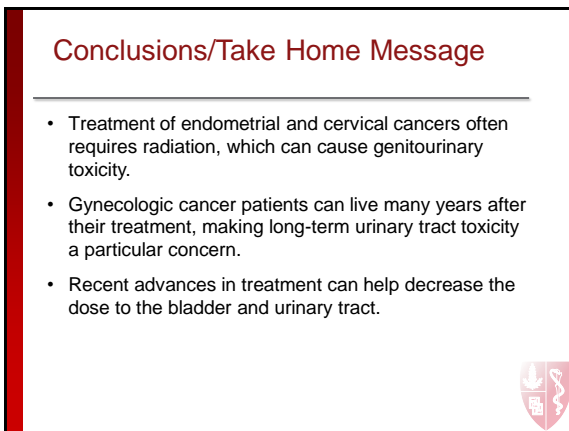 Conclusions/Take Home Message
• Treatment of endometrial and cervical cancers often
requires radiation, which can cause genitourinary
toxicity.
• Gynecologic cancer patients can live many years after
their treatment, making long-term urinary tract toxicity
a particular concern.
• Recent advances in treatment can help decrease the
dose to the bladder and urinary tract.